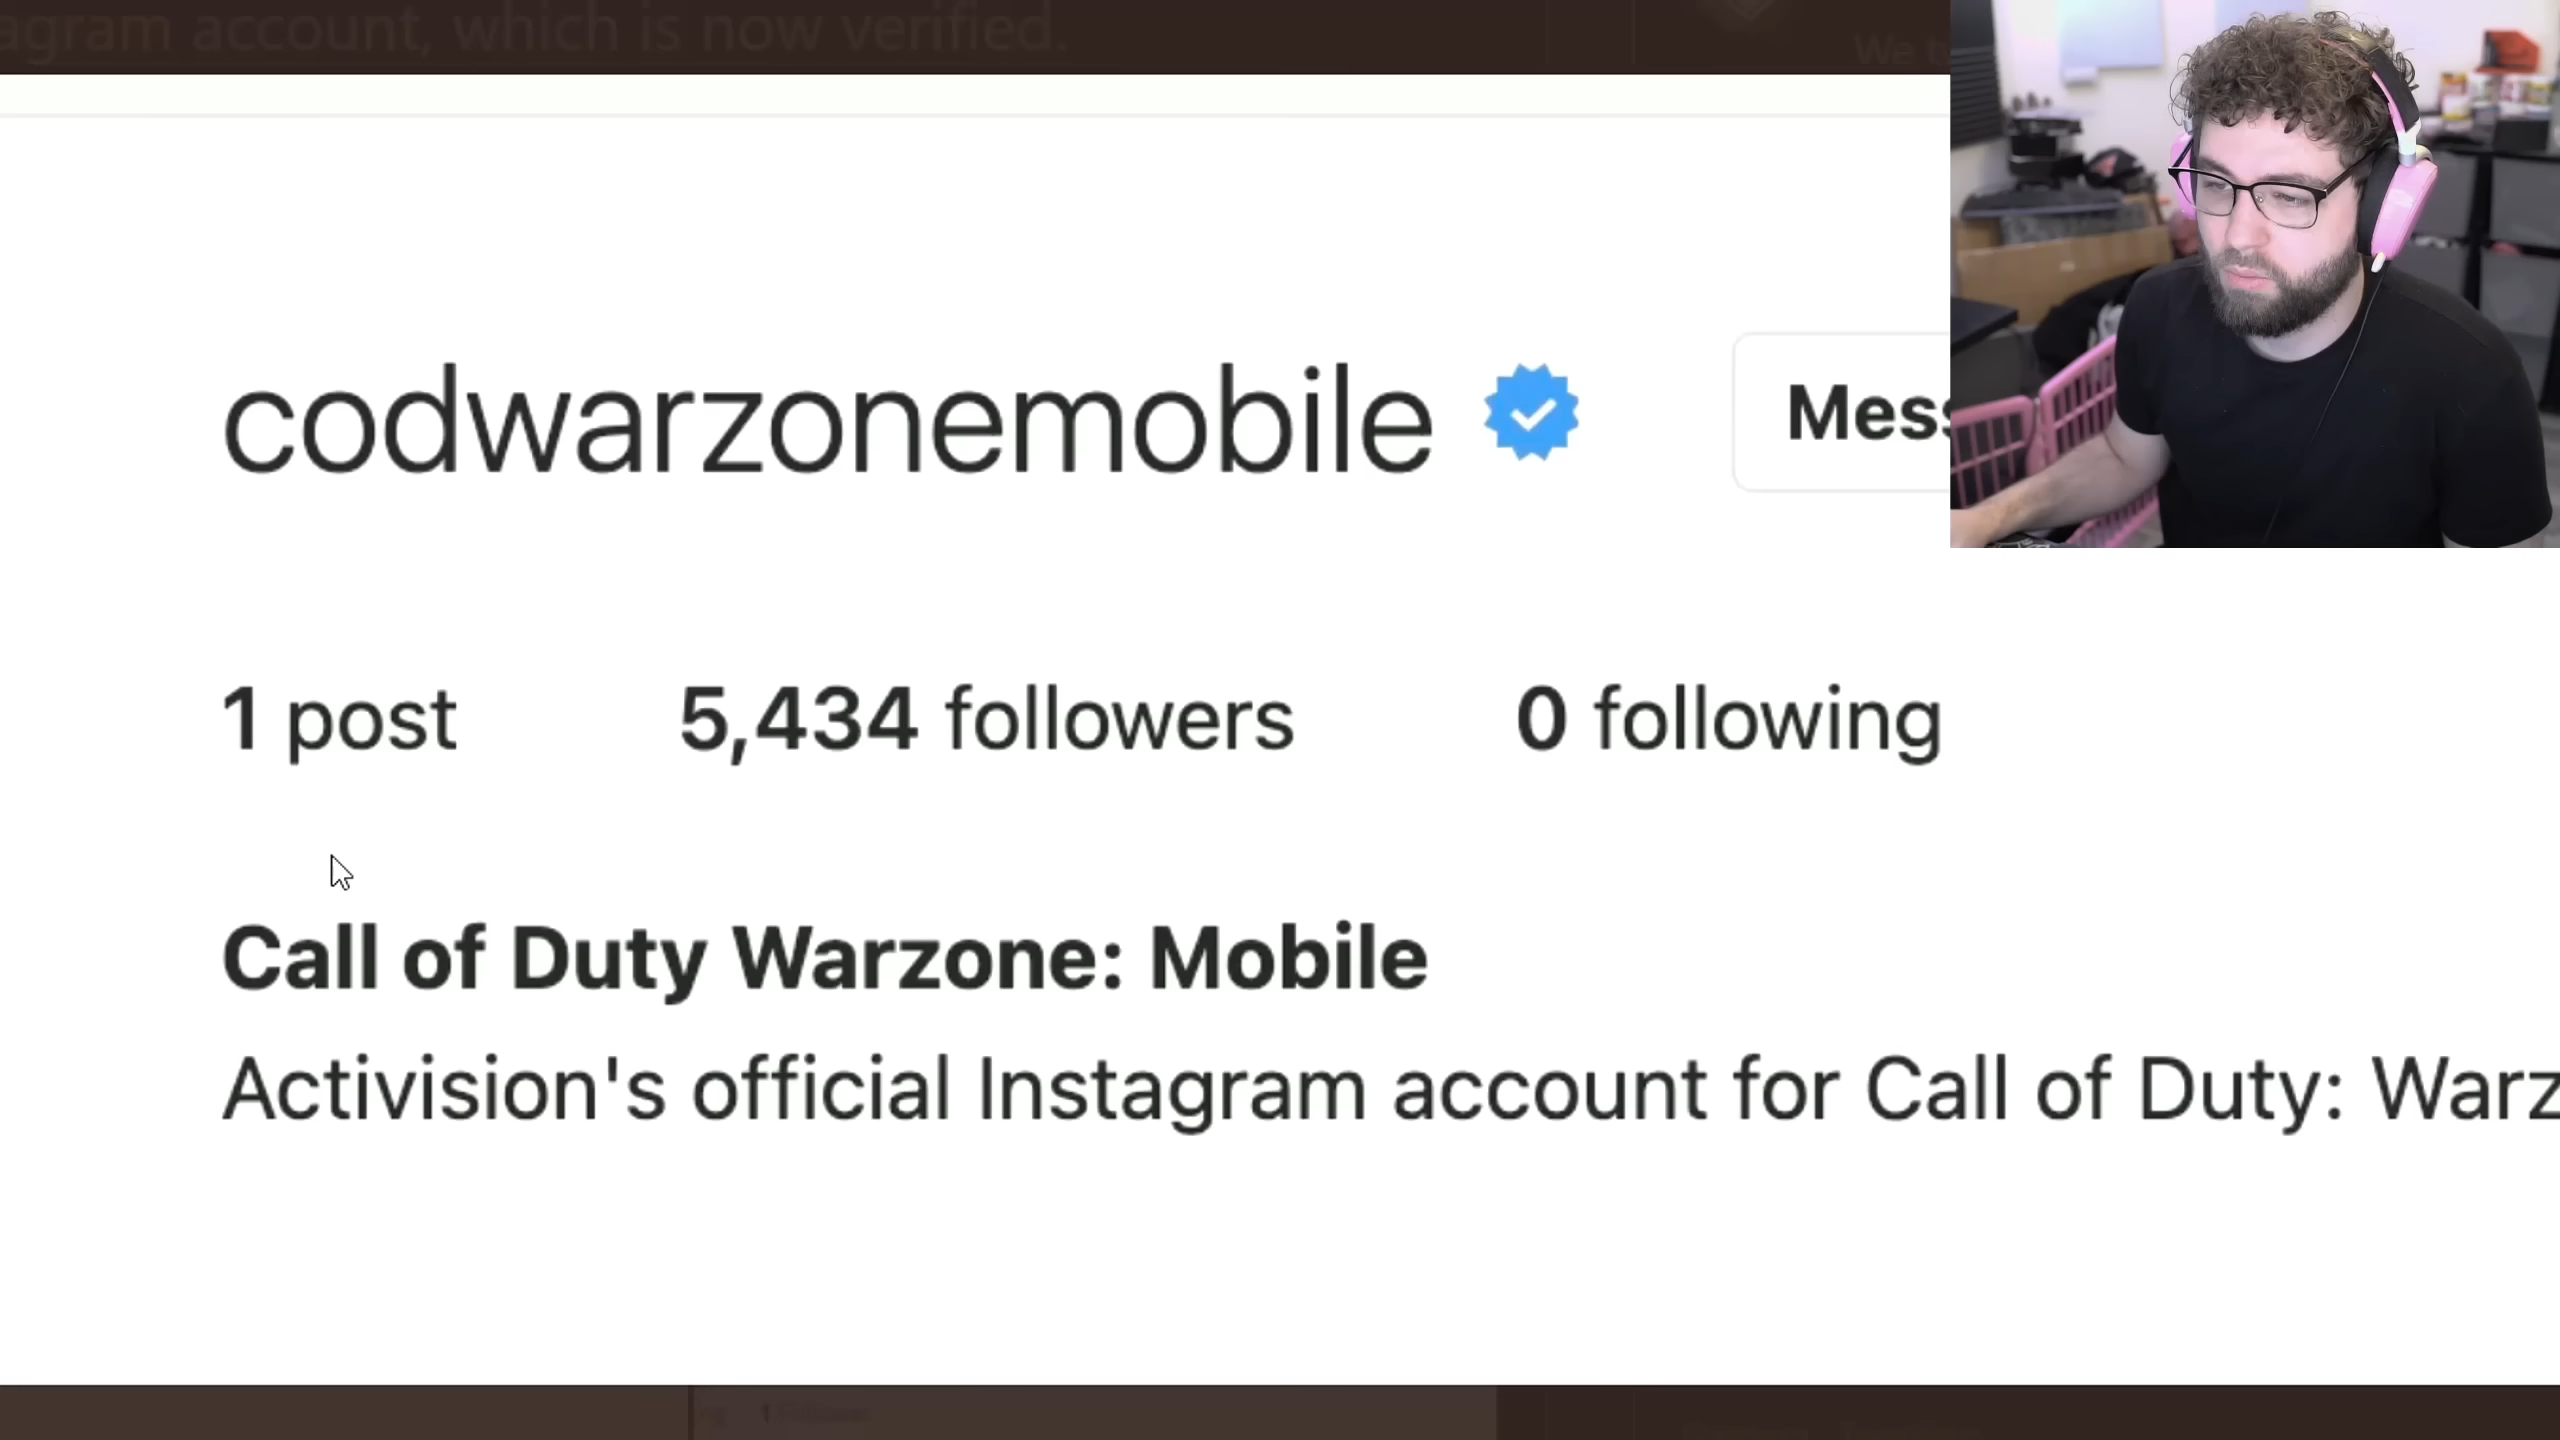 agram account, which is now verified.
We t
codwarzonemobile
Mess
1 post 5,434 followers 0 following
Call of Duty Warzone: Mobile
Activision's official Instagram account for Call of Duty: Warz